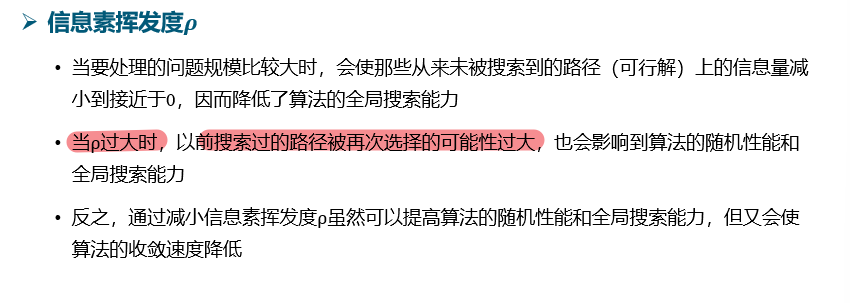 ➢ 信息素挥发度ρ
• 当要处理的问题规模比较大时，会使那些从来未被搜索到的路径（可行解）上的信息量减
小到接近于0，因而降低了算法的全局搜索能力
• 当ρ过大时，以前搜索过的路径被再次选择的可能性过大，也会影响到算法的随机性能和
全局搜索能力
• 反之，通过减小信息素挥发度ρ虽然可以提高算法的随机性能和全局搜索能力，但又会使
算法的收敛速度降低